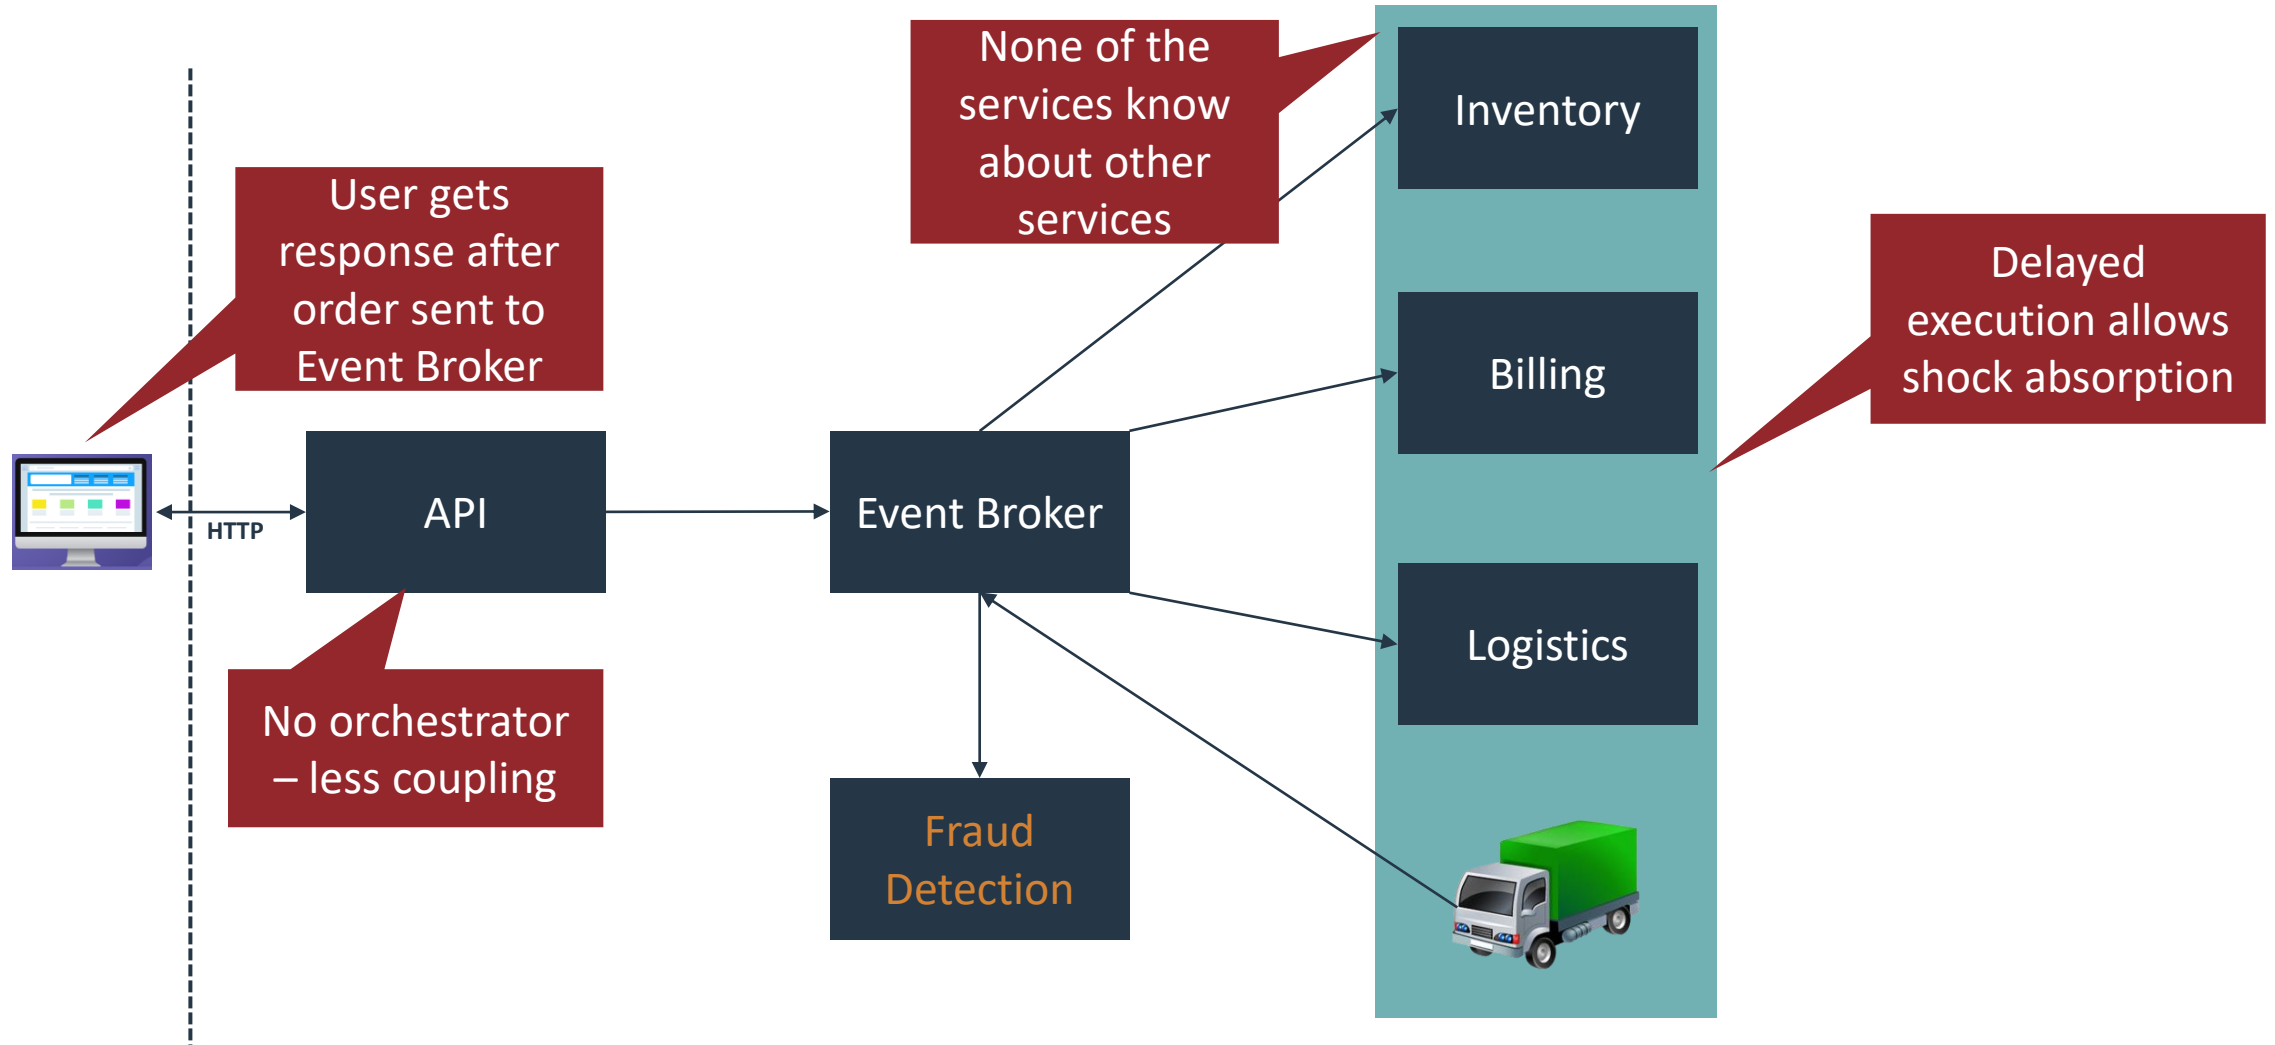 None of the
services know
about other
services
Inventory
User gets
response after
order sent to
Event Broker
Delayed
execution allows
shock absorption
Billing
HTTP
API
Event Broker
Logistics
No orchestrator
– less coupling
Fraud
Detection